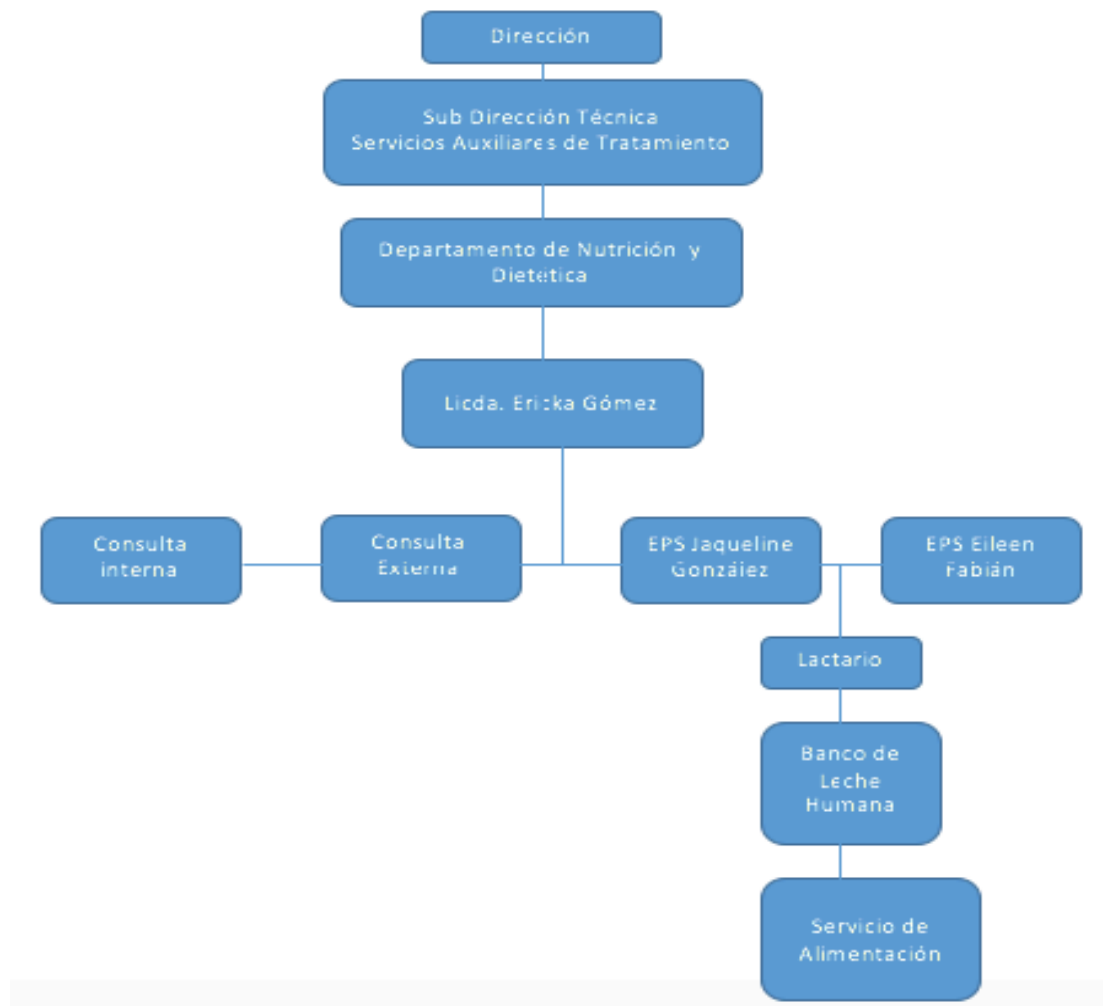 Dirección
Sub Dirección Técnica
Servicios Auxiliares de Tratamiento
Departamento de Nutrición y
Dietética
Licda. Ericka Gómez
Consulta
interna
Consulta
Externa
EPS Jaqueline
González
EPS Eileen
Fabián
Lactario
Banco de
Leche
Humana
Servicio de
Alimentación